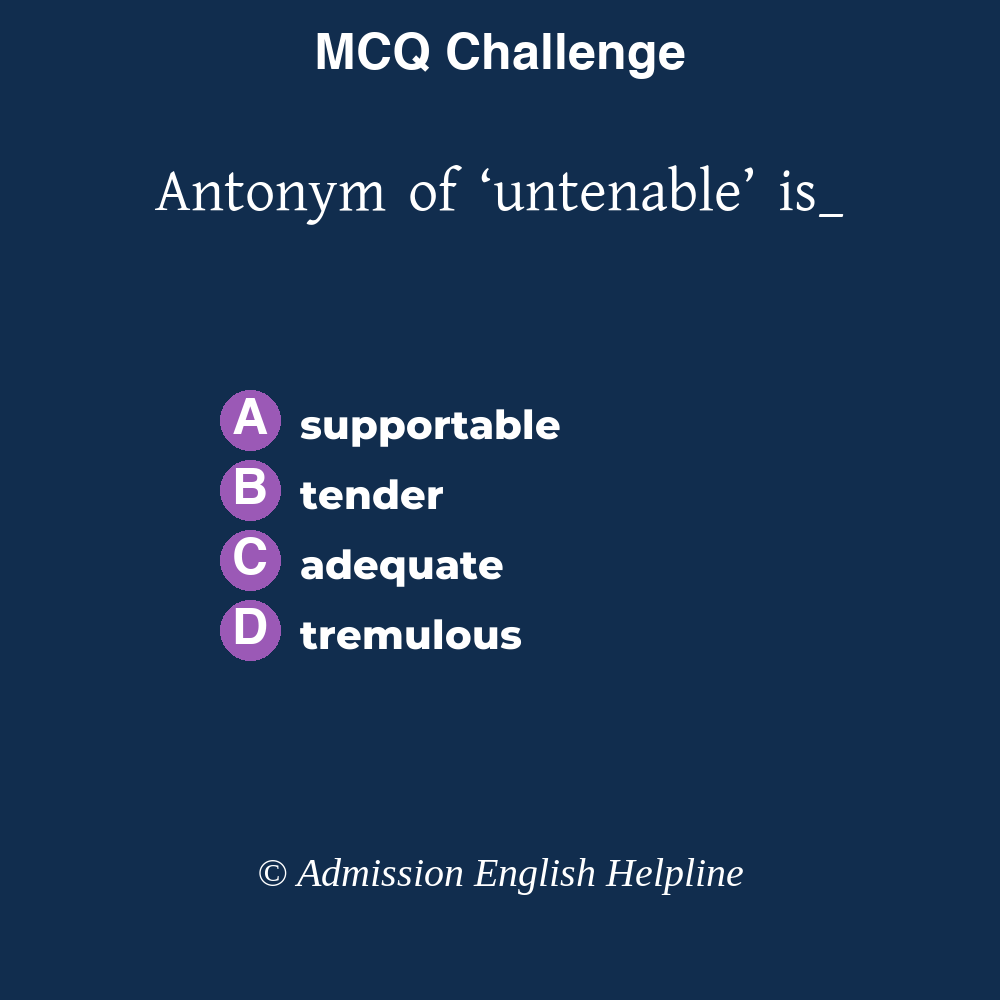 MCQ Challenge
Antonym of ‘untenable’ is_
A supportable
B tender
C adequate
D tremulous
© Admission English Helpline